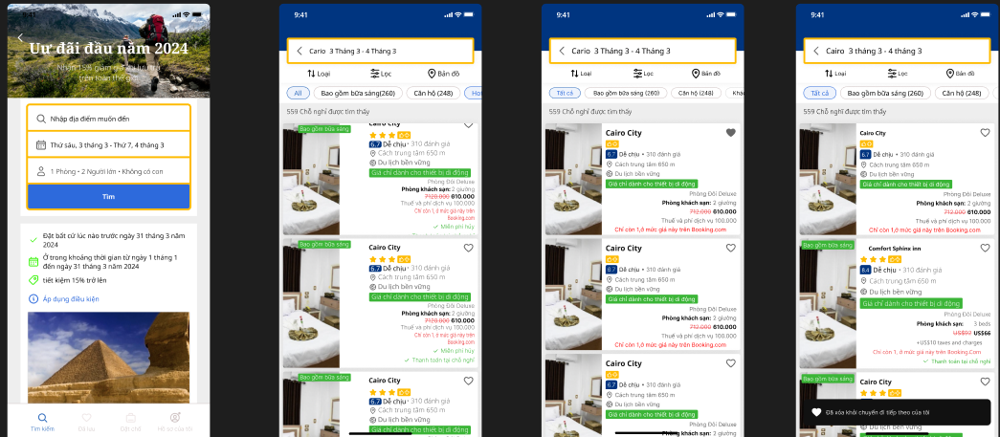 Ưu đãi đầu năm 2024
Nhận 15% giảm giá khi lưu trú
trên toàn thế giới
Nhập địa điểm muốn đến
Thứ sáu, 3 tháng 3 - Thứ 7, 4 tháng 3
1 Phòng • 2 Người lớn • Không có con
Tìm
Đặt bất cứ lúc nào trước ngày 31 tháng 3 năm
2024
Ở trong khoảng thời gian từ ngày 1 tháng 1
đến ngày 31 tháng 3 năm 2024
tiết kiệm 15% trở lên
Áp dụng điều kiện
Tìm kiếm
Đã lưu
Đặt chỗ
Hồ sơ của tôi
9:41
Cario 3 Tháng 3 - 4 Tháng 3
Loại
Lọc
Bản đồ
All
Bao gồm bữa sáng(260)
Căn hộ (248)
559 Chỗ nghỉ được tìm thấy
Bao gồm bữa sáng
Cairo City
6.7 Dễ chịu • 310 đánh giá
Cách trung tâm 650 m
Du lịch bền vững
Giá chỉ dành cho thiết bị di động
Phòng Đôi Deluxe
Phòng khách sạn: 2 giường
7128.000 610.000
Thuế và phí dịch vụ 100.000
Chỉ còn 1, ở mức giá này trên
Booking.com
Miễn phí hủy
Bao gồm bữa sáng
Cairo City
6.7 Dễ chịu • 310 đánh giá
Cách trung tâm 650 m
Du lịch bền vững
Giá chỉ dành cho thiết bị di động
Phòng Đôi Deluxe
Phòng khách sạn: 2 giường
7128.000 610.000
Thuế và phí dịch vụ 100.000
Chỉ còn 1, ở mức giá này trên
Booking.com
Miễn phí hủy
Thanh toán tại chỗ nghỉ
Bao gồm bữa sáng
Cairo City
6.7 Dễ chịu • 310 đánh giá
Cách trung tâm 650 m
Du lịch bền vững
Giá chỉ dành cho thiết bị di động
9:41
Cario 3 Tháng 3 - 4 Tháng 3
Loại
Lọc
Bản đồ
Tất cả
Bao gồm bữa sáng (260)
Căn hộ (248)
559 Chỗ nghỉ được tìm thấy
Cairo City
6.7 Dễ chịu • 310 đánh giá
Cách trung tâm 650 m
Du lịch bền vững
Giá chỉ dành cho thiết bị di động
Phòng Đôi Deluxe
Phòng khách sạn: 2 giường
712.000 610.000
Thuế và phí dịch vụ 100.000
Chỉ còn 1,ở mức giá này trên Booking.com
Cairo City
6.7 Dễ chịu • 310 đánh giá
Cách trung tâm 650 m
Du lịch bền vững
Giá chỉ dành cho thiết bị di động
Phòng Đôi Deluxe
Phòng khách sạn: 2 giường
712.000 610.000
Thuế và phí dịch vụ 100.000
Chỉ còn 1,ở mức giá này trên Booking.com
Cairo City
6.7 Dễ chịu • 310 đánh giá
Cách trung tâm 650 m
Du lịch bền vững
Giá chỉ dành cho thiết bị di động
Phòng Đôi Deluxe
Phòng khách sạn: 2 giường
9:41
Cairo 3 tháng 3 - 4 tháng 3
Loại
Lọc
Bản đồ
Tất cả
Bao gồm bữa sáng (260)
Căn hộ (248)
559 Chỗ nghỉ được tìm thấy
Cairo City
6.7 Dễ chịu • 310 đánh giá
Cách trung tâm 650 m
Du lịch bền vững
Giá chỉ dành cho thiết bị di động
Phòng Đôi Deluxe
Phòng khách sạn: 2 giường
712.000 610.000
Thuế và phí dịch vụ 100.000
Chỉ còn 1,ở mức giá này trên Booking.com
Bao gồm bữa sáng
Comfort Sphinx inn
8.4 Dễ chịu • 310 đánh giá
Cách trung tâm 650 m
Du lịch bền vững
Giá chỉ dành cho thiết bị di động
Phòng Đôi Deluxe
Phòng khách sạn: 3 beds
US$92 US$66
+US$10 taxes and charges
Chỉ còn 1, ở mức giá này trên Booking.com
Thanh toán tại chỗ nghỉ
Bao gồm bữa sáng
Cairo City
Đã xóa khỏi chuyến đi tiếp theo của tôi